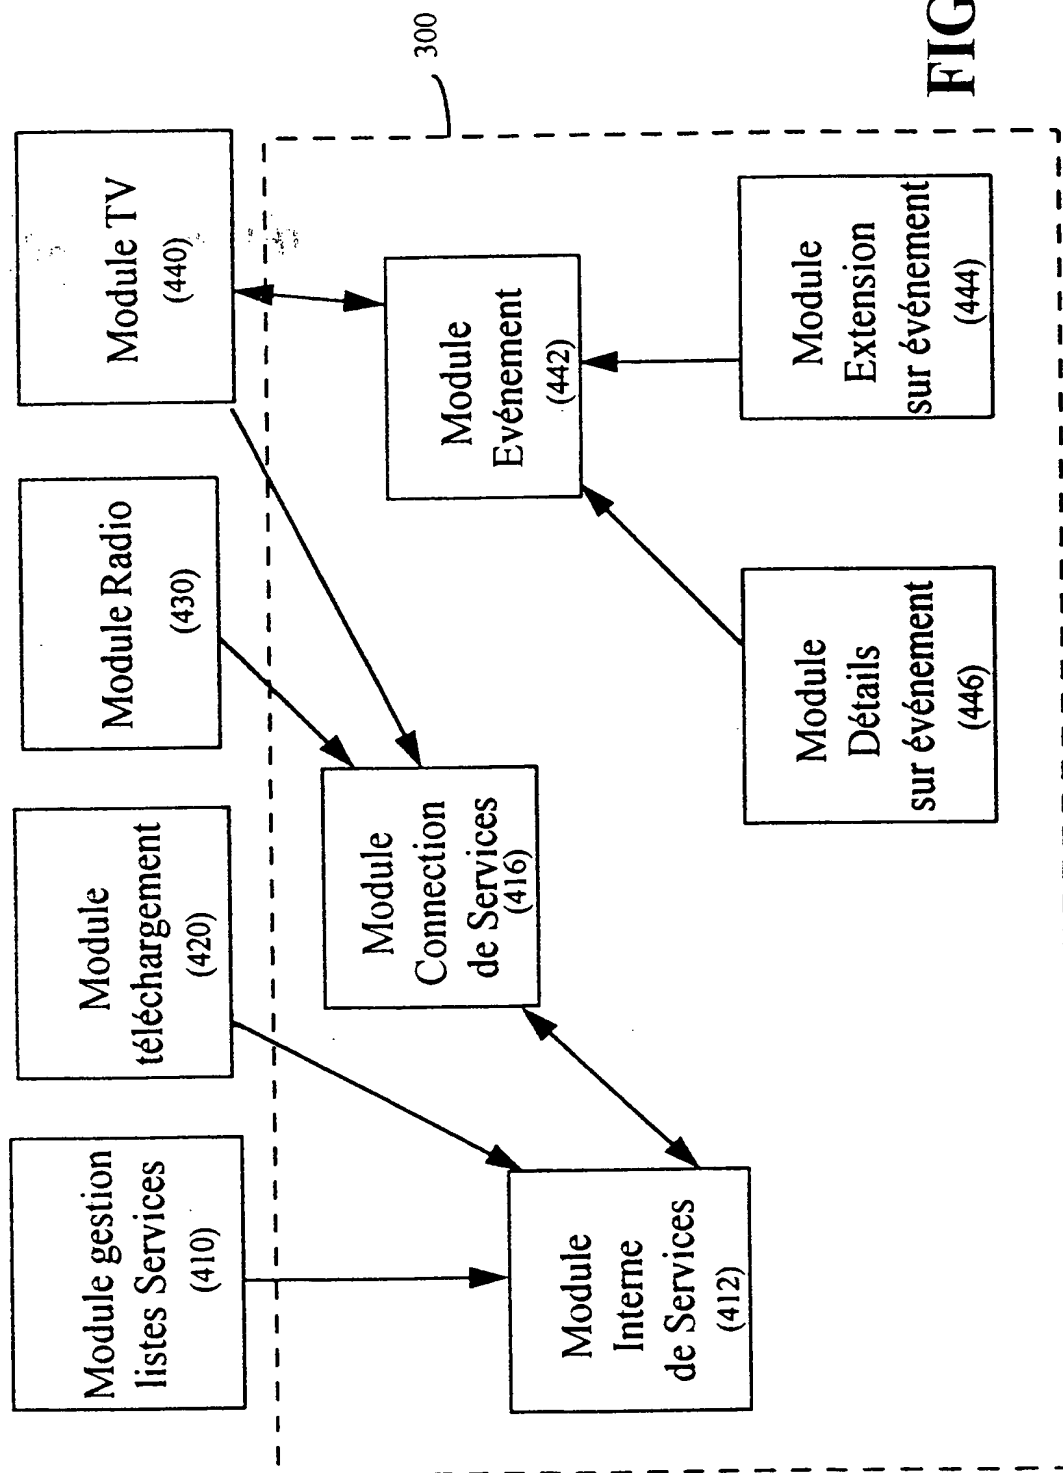 Module gestion
listes Services
(410)
Module
téléchargement
(420)
Module Radio
(430)
Module TV
(440)
300
Module
Interne
de Services
(412)
Module
Connection
de Services
(416)
Module
Evénement
(442)
Module
Détails
sur événement
(446)
Module
Extension
sur événement
(444)
FIG